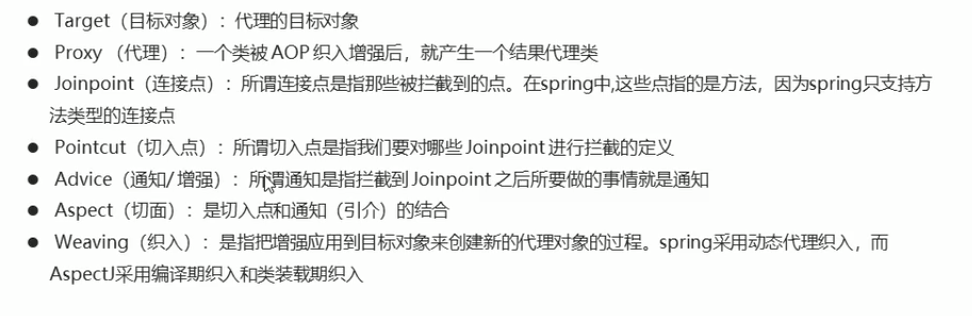 ● Target（目标对象）：代理的目标对象
● Proxy （代理）：一个类被 AOP 织入增强后，就产生一个结果代理类
● Joinpoint（连接点）：所谓连接点是指那些被拦截到的点。在spring中,这些点指的是方法，因为spring只支持方
法类型的连接点
● Pointcut（切入点）：所谓切入点是指我们要对哪些 Joinpoint 进行拦截的定义
● Advice（通知/ 增强）：所谓通知是指拦截到 Joinpoint 之后所要做的事情就是通知
● Aspect（切面）：是切入点和通知（引介）的结合
● Weaving（织入）：是指把增强应用到目标对象来创建新的代理对象的过程。spring采用动态代理织入，而
AspectJ采用编译期织入和类装载期织入